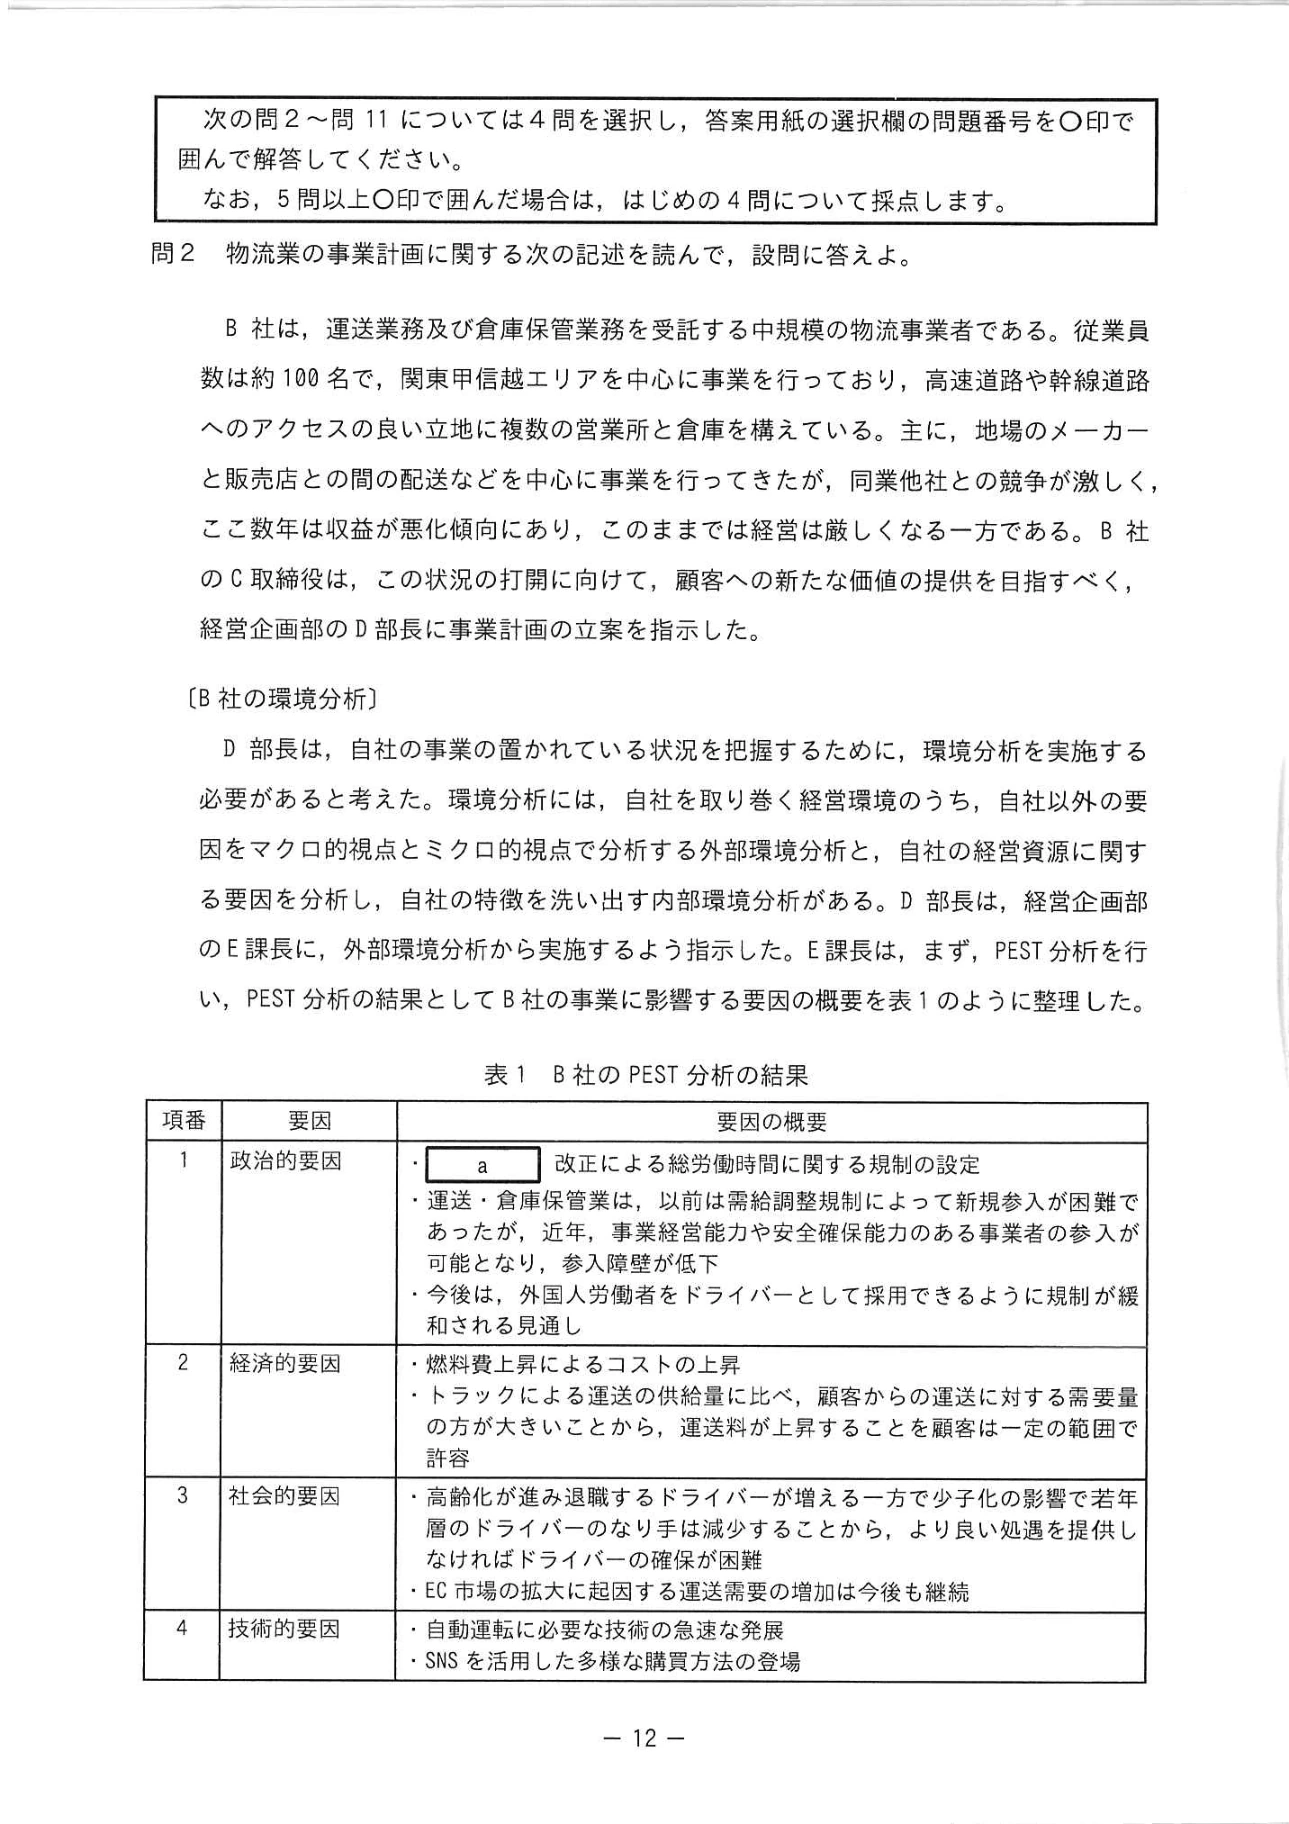 次の問２～問 11 については４問を選択し，答案用紙の選択欄の問題番号を〇印で
囲んで解答してください。
なお，５問以上〇印で囲んだ場合は，はじめの４問について採点します。
問２　物流業の事業計画に関する次の記述を読んで，設問に答えよ。
B 社は，運送業務及び倉庫保管業務を受託する中規模の物流事業者である。従業員
数は約 100 名で，関東甲信越エリアを中心に事業を行っており，高速道路や幹線道路
へのアクセスの良い立地に複数の営業所と倉庫を構えている。主に，地場のメーカー
と販売店との間の配送などを中心に事業を行ってきたが，同業他社との競争が激しく，
ここ数年は収益が悪化傾向にあり，このままでは経営は厳しくなる一方である。B 社
の C 取締役は，この状況の打開に向けて，顧客への新たな価値の提供を目指すべく，
経営企画部の D 部長に事業計画の立案を指示した。
〔B 社の環境分析〕
D 部長は，自社の事業の置かれている状況を把握するために，環境分析を実施する
必要があると考えた。環境分析には，自社を取り巻く経営環境のうち，自社以外の要
因をマクロ的視点とミクロ的視点で分析する外部環境分析と，自社の経営資源に関す
る要因を分析し，自社の特徴を洗い出す内部環境分析がある。D 部長は，経営企画部
の E 課長に，外部環境分析から実施するよう指示した。E 課長は，まず，PEST 分析を行
い，PEST 分析の結果として B 社の事業に影響する要因の概要を表 1 のように整理した。
表 1　B 社の PEST 分析の結果
項番　要因　要因の概要
1　政治的要因　・　a　改正による総労働時間に関する規制の設定
・運送・倉庫保管業は，以前は需給調整規制によって新規参入が困難で
あったが，近年，事業経営能力や安全確保能力のある事業者の参入が
可能となり，参入障壁が低下
・今後は，外国人労働者をドライバーとして採用できるように規制が緩
和される見通し
2　経済的要因　・燃料費上昇によるコストの上昇
・トラックによる運送の供給量に比べ，顧客からの運送に対する需要量
の方が大きいことから，運送料が上昇することを顧客は一定の範囲で
許容
3　社会的要因　・高齢化が進み退職するドライバーが増える一方で少子化の影響で若年
層のドライバーのなり手は減少することから，より良い処遇を提供し
なければドライバーの確保が困難
・EC 市場の拡大に起因する運送需要の増加は今後も継続
4　技術的要因　・自動運転に必要な技術の急速な発展
・SNS を活用した多様な購買方法の登場
－ 12 －